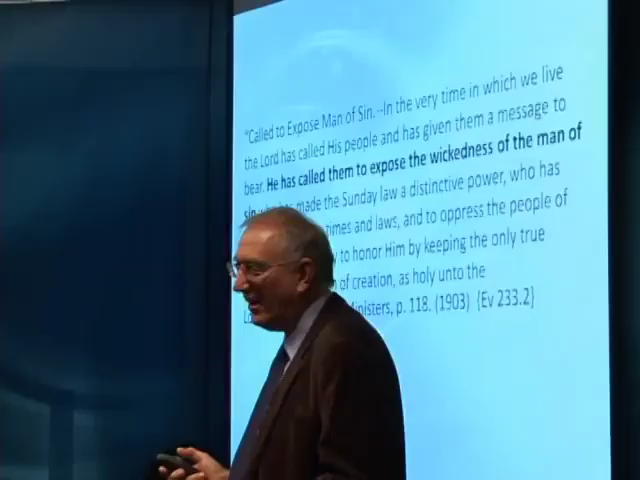 "Called to Expose Man of Sin.--In the very time in which we live
the Lord has called His people and has given them a message to
bear. He has called them to expose the wickedness of the man of
sin made the Sunday law a distinctive power, who has
times and laws, and to oppress the people of
to honor Him by keeping the only true
of creation, as holy unto the
Ministers, p. 118. (1903) {Ev 233.2}